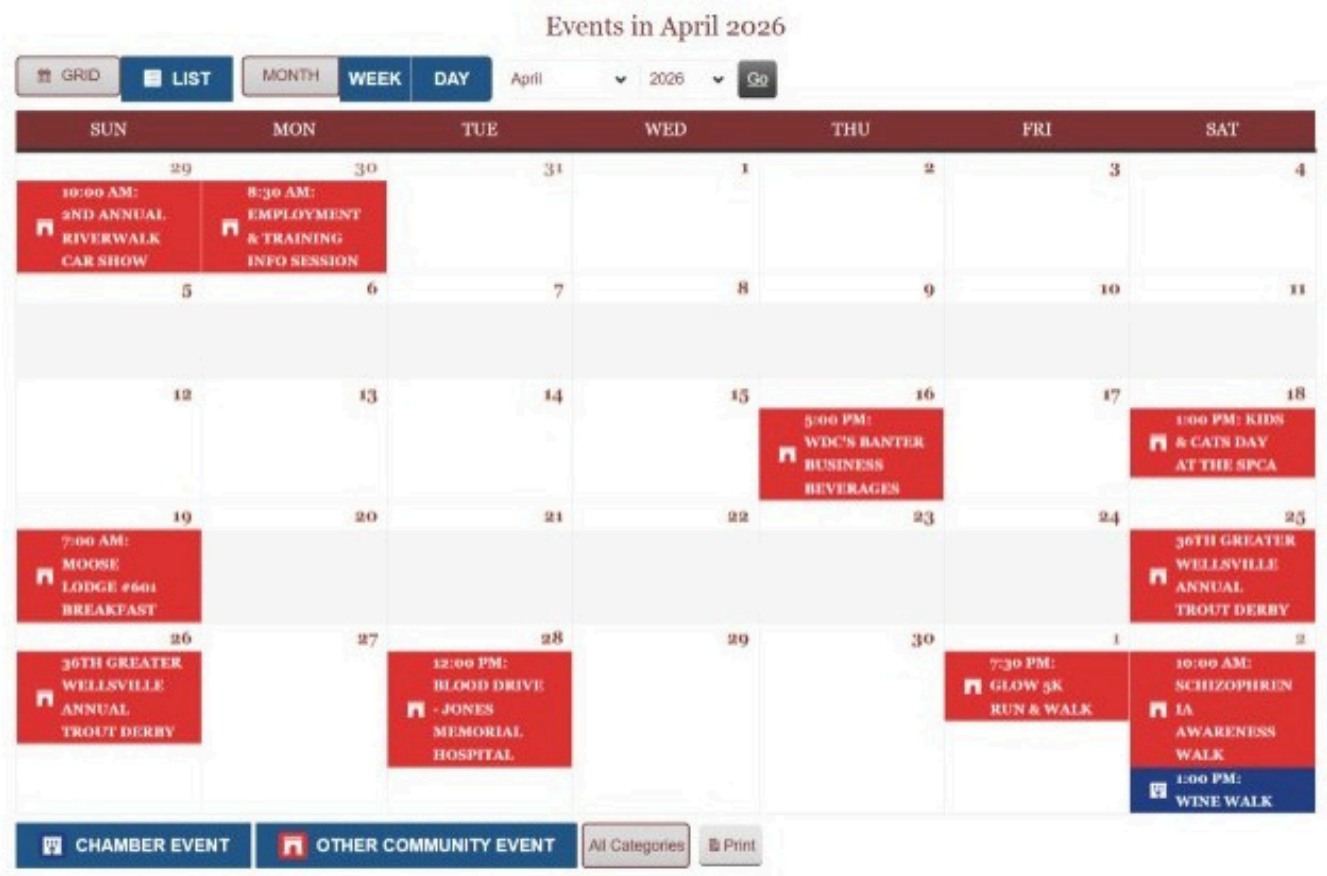 Events in April 2026
GRID LIST MONTH WEEK DAY April 2026 Go
SUN MON TUE WED THU FRI SAT
29 30 31 1 2 3 4
10:00 AM:
2ND ANNUAL
RIVERWALK
CAR SHOW
8:30 AM:
EMPLOYMENT
& TRAINING
INFO SESSION
5 6 7 8 9 10 11
12 13 14 15 16 17 18
5:00 PM:
WDC'S BANTER
BUSINESS
BEVERAGES
1:00 PM: KIDS
& CATS DAY
AT THE SPCA
19 20 21 22 23 24 25
7:00 AM:
MOOSE
LODGE #601
BREAKFAST
36TH GREATER
WELLSVILLE
ANNUAL
TROUT DERBY
26 27 28 29 30 1 2
36TH GREATER
WELLSVILLE
ANNUAL
TROUT DERBY
12:00 PM:
BLOOD DRIVE
- JONES
MEMORIAL
HOSPITAL
7:30 PM:
GLOW 5K
RUN & WALK
10:00 AM:
SCHIZOPHREN
IA
AWARENESS
WALK
1:00 PM:
WINE WALK
CHAMBER EVENT OTHER COMMUNITY EVENT All Categories Print